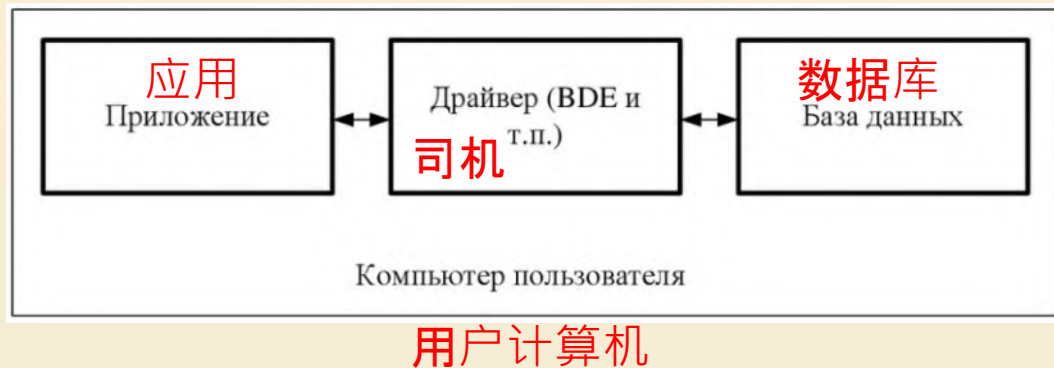 应用
Приложение
Драйвер (BDE и
т.п.)
司机
数据库
База данных
Компьютер пользователя
用户计算机